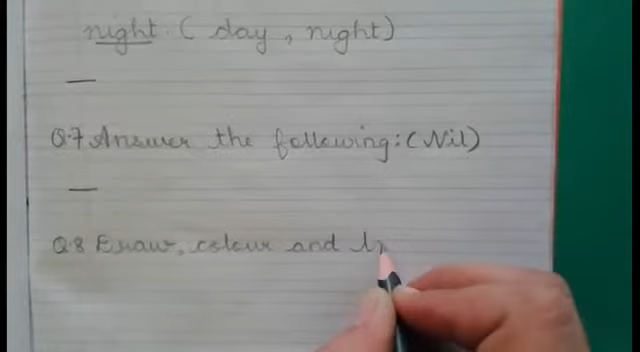 night. ( day , night)
Q.7 Answer the following: (Nil)
Q.8 Draw, colour and